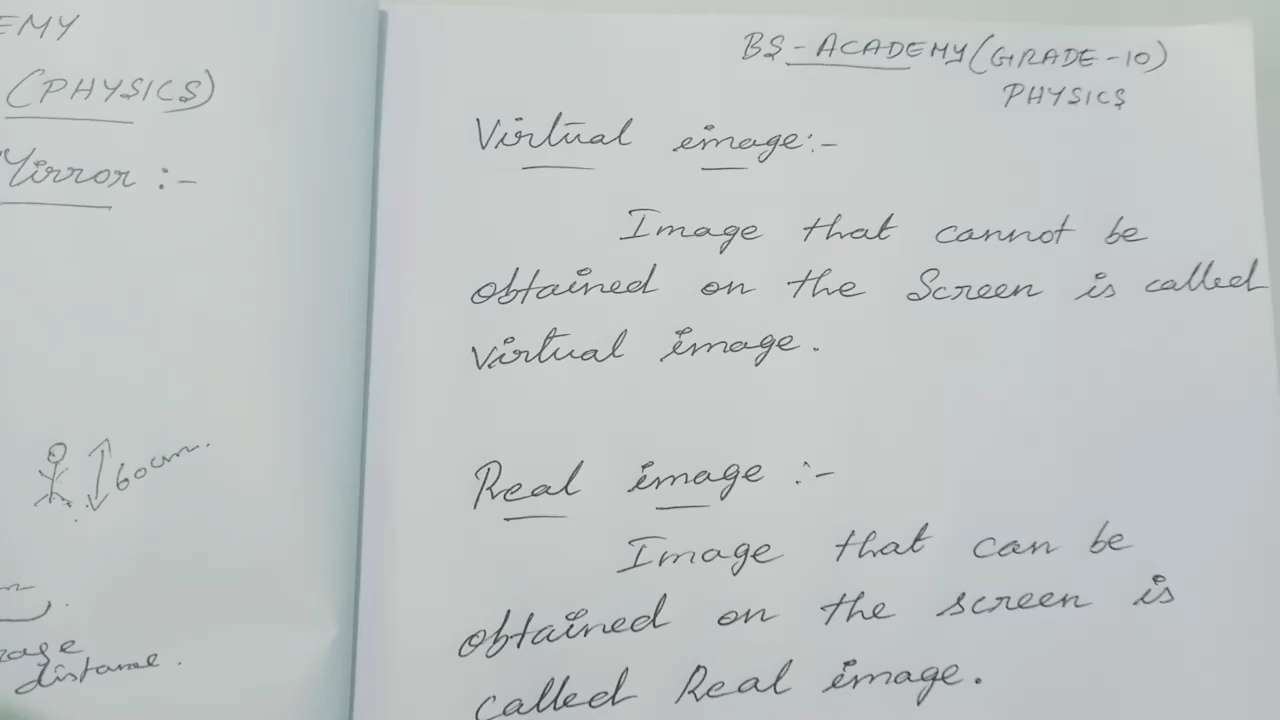 EMY
(PHYSICS)
Mirror :-
60cm.
distance.
BS-ACADEMY (GRADE-10)
PHYSICS
Virtual image:-
Image that cannot be
obtained on the Screen is called
virtual image.
Real image :-
Image that can be
obtained on the screen is
called Real image.